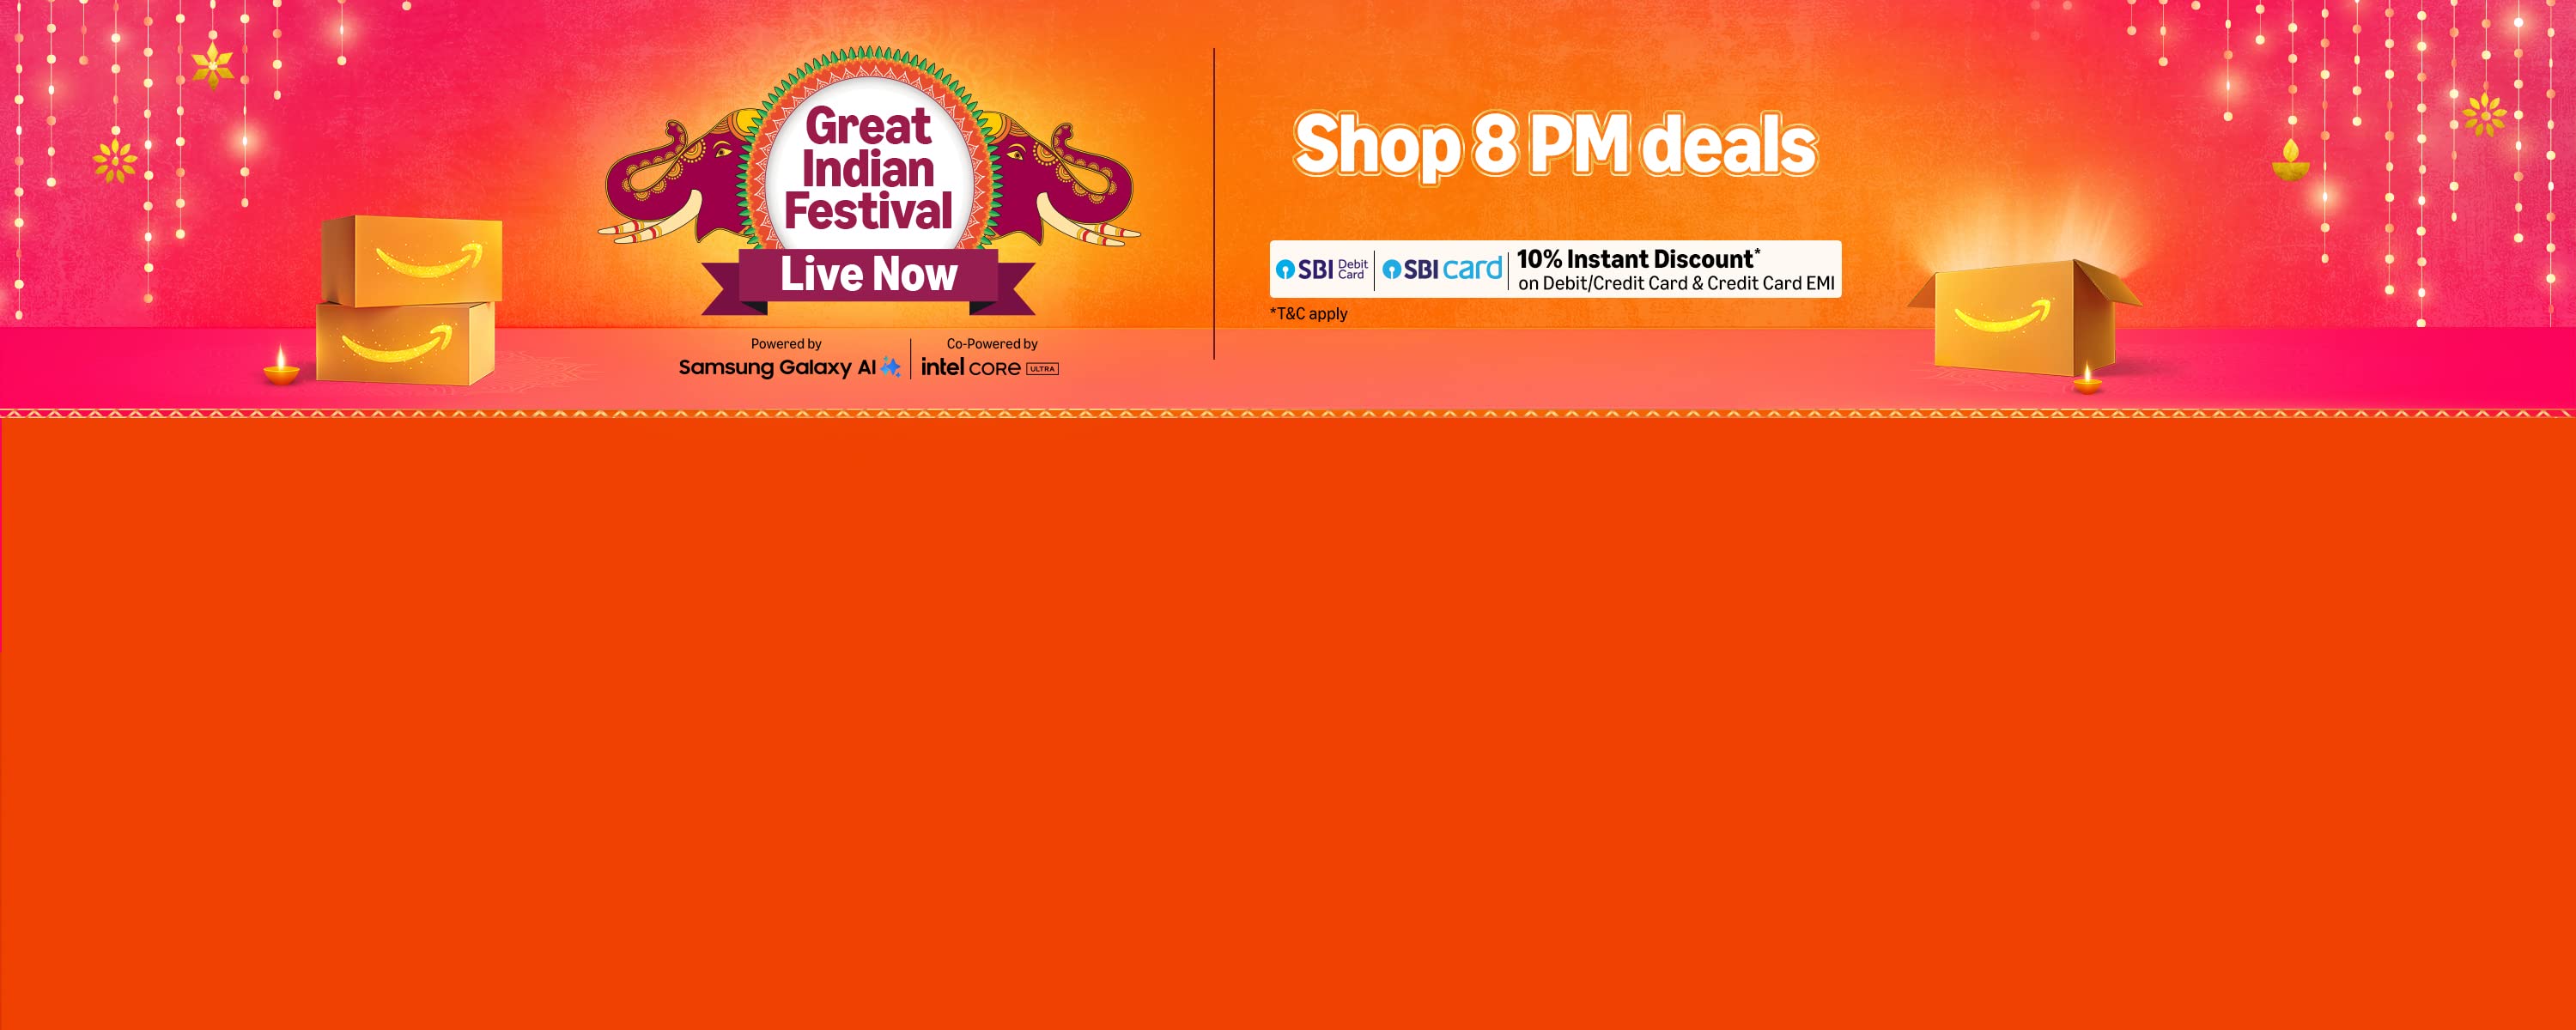 Great
Indian
Festival
Live Now
Powered by
Samsung Galaxy AI
Co-Powered by
intel CORE ULTRA
Shop 8 PM deals
SBI Debit Card
SBI card
10% Instant Discount*
on Debit/Credit Card & Credit Card EMI
*T&C apply